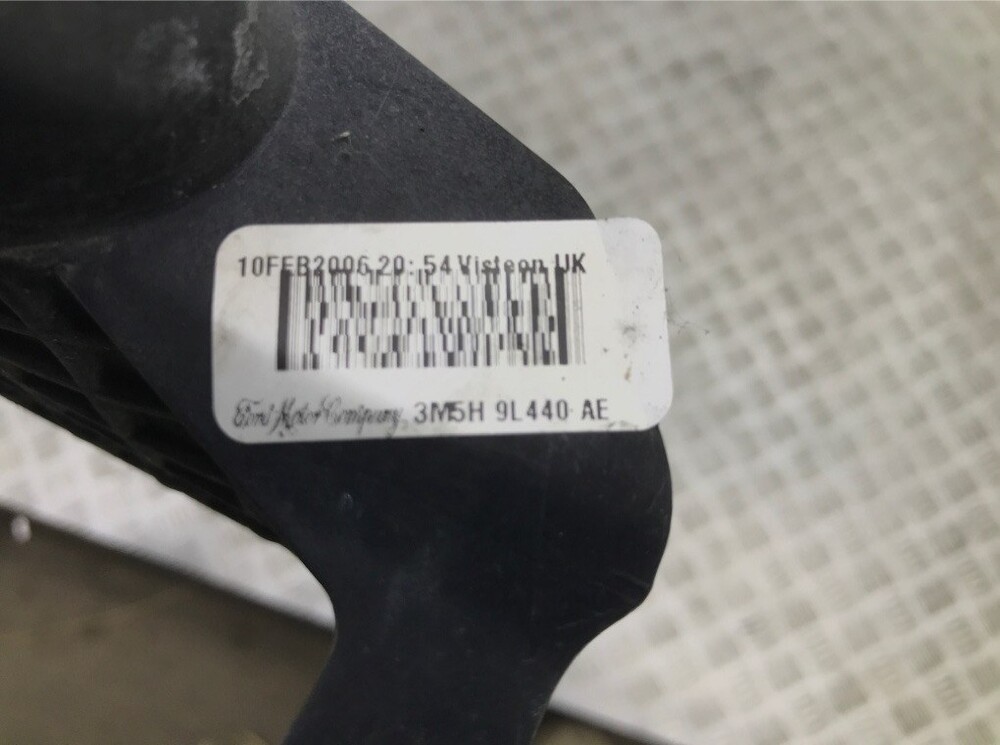 10FEB2006 20:54 Visteon UK
Ford Motor Company, 3M5H 9L440 AE